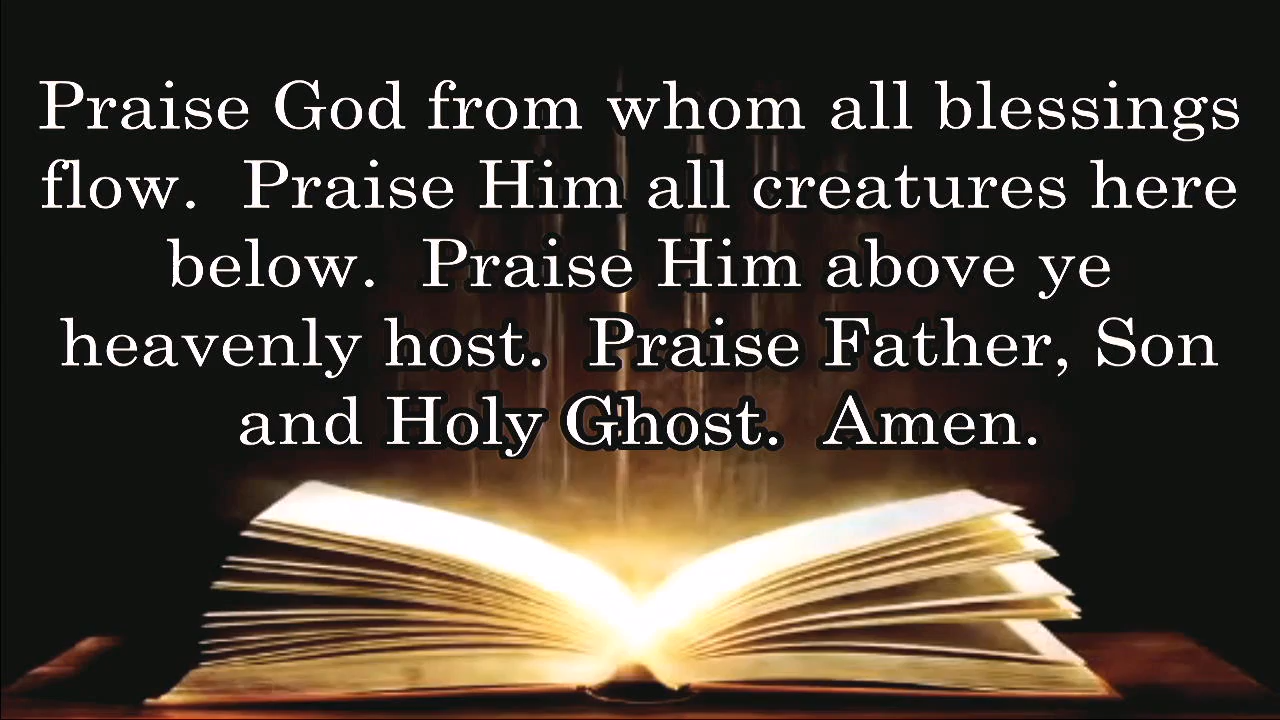 Praise God from whom all blessings
flow.  Praise Him all creatures here
below.  Praise Him above ye
heavenly host.  Praise Father, Son
and Holy Ghost.  Amen.